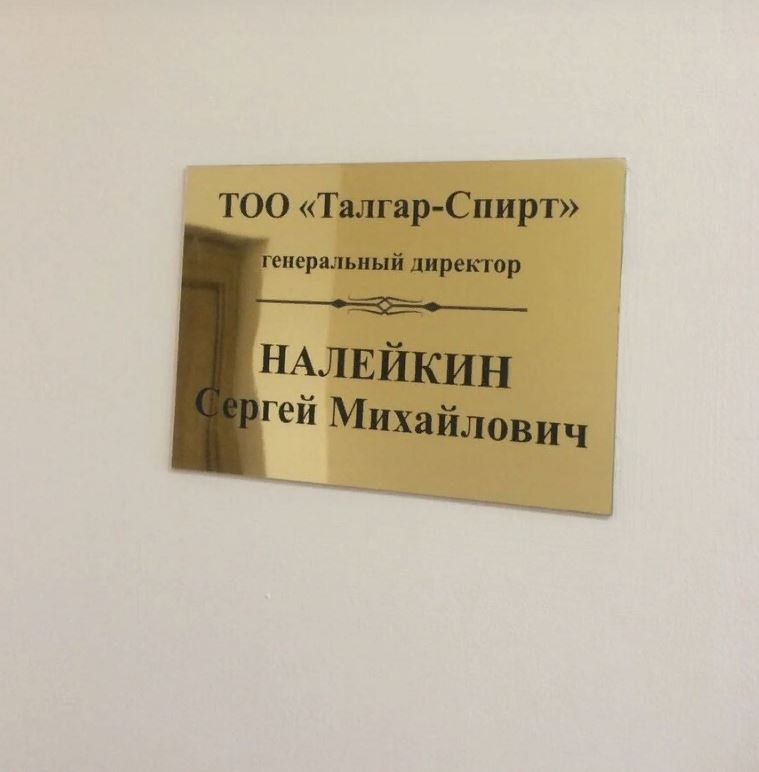 ТОО «Талгар-Спирт»
генеральный директор
НАЛЕЙКИН
Сергей Михайлович